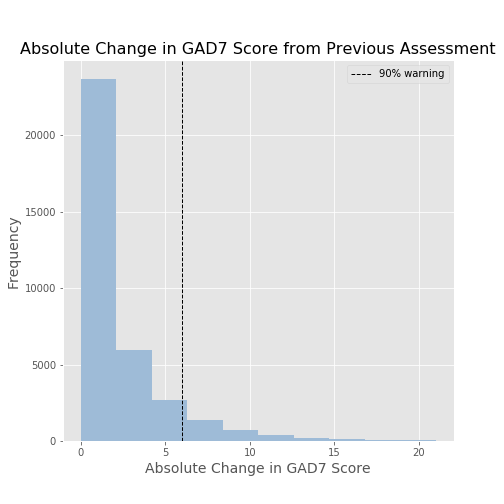 Absolute Change in GAD7 Score from Previous Assessment
90% warning
20000
15000
10000
5000
0
Frequency
0 5 10 15 20
Absolute Change in GAD7 Score